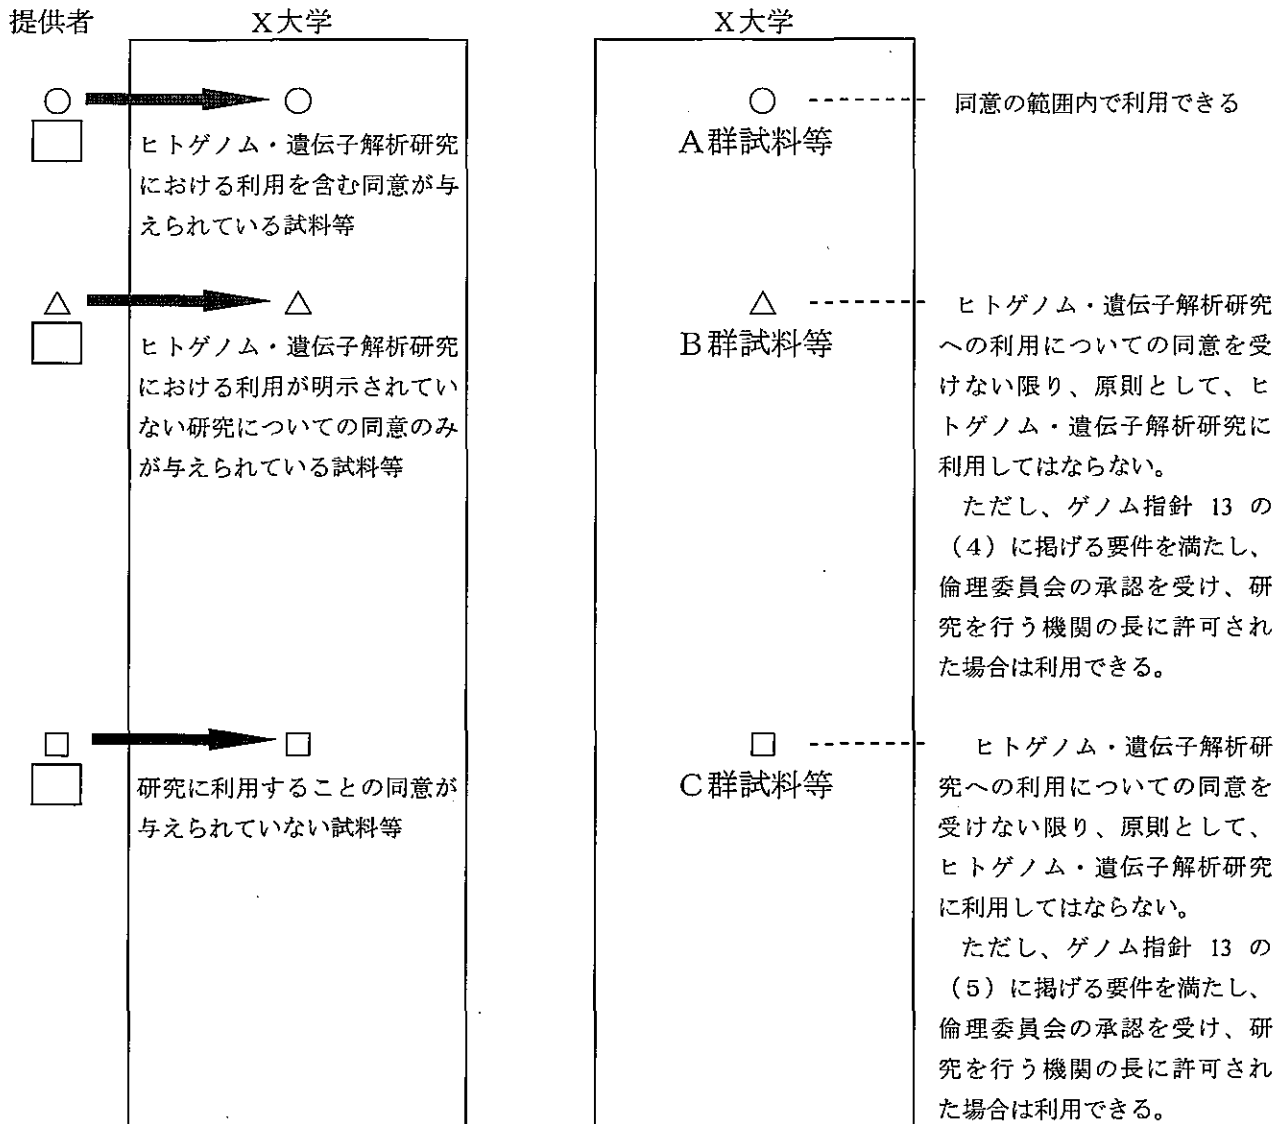 提供者
X大学
X大学
ヒトゲノム・遺伝子解析研究
における利用を含む同意が与
えられている試料等
A群試料等
同意の範囲内で利用できる
ヒトゲノム・遺伝子解析研究
における利用が明示されてい
ない研究についての同意のみ
が与えられている試料等
B群試料等
ヒトゲノム・遺伝子解析研究
への利用についての同意を受
けない限り、原則として、ヒ
トゲノム・遺伝子解析研究に
利用してはならない。
ただし、ゲノム指針 13 の
(4)に掲げる要件を満たし、
倫理委員会の承認を受け、研
究を行う機関の長に許可され
た場合は利用できる。
研究に利用することの同意が
与えられていない試料等
C群試料等
ヒトゲノム・遺伝子解析研
究への利用についての同意を
受けない限り、原則として、
ヒトゲノム・遺伝子解析研究
に利用してはならない。
ただし、ゲノム指針 13 の
(5)に掲げる要件を満たし、
倫理委員会の承認を受け、研
究を行う機関の長に許可され
た場合は利用できる。